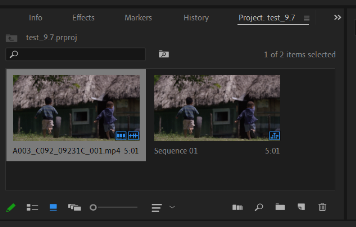 Info Effects Markers History Project: test_9.7
test_9.7.prproj
1 of 2 items selected
A003_C092_09231C_001.mp4 5:01 Sequence 01 5:01